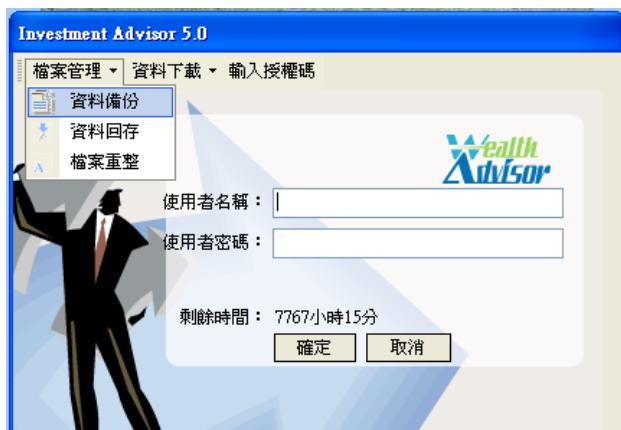 Investment Advisor 5.0
檔案管理 資料下載 輸入授權碼
資料備份
資料回存
A 檔案重整
Wealth
Advisor
使用者名稱：
使用者密碼：
剩餘時間： 7767小時15分
確定 取消